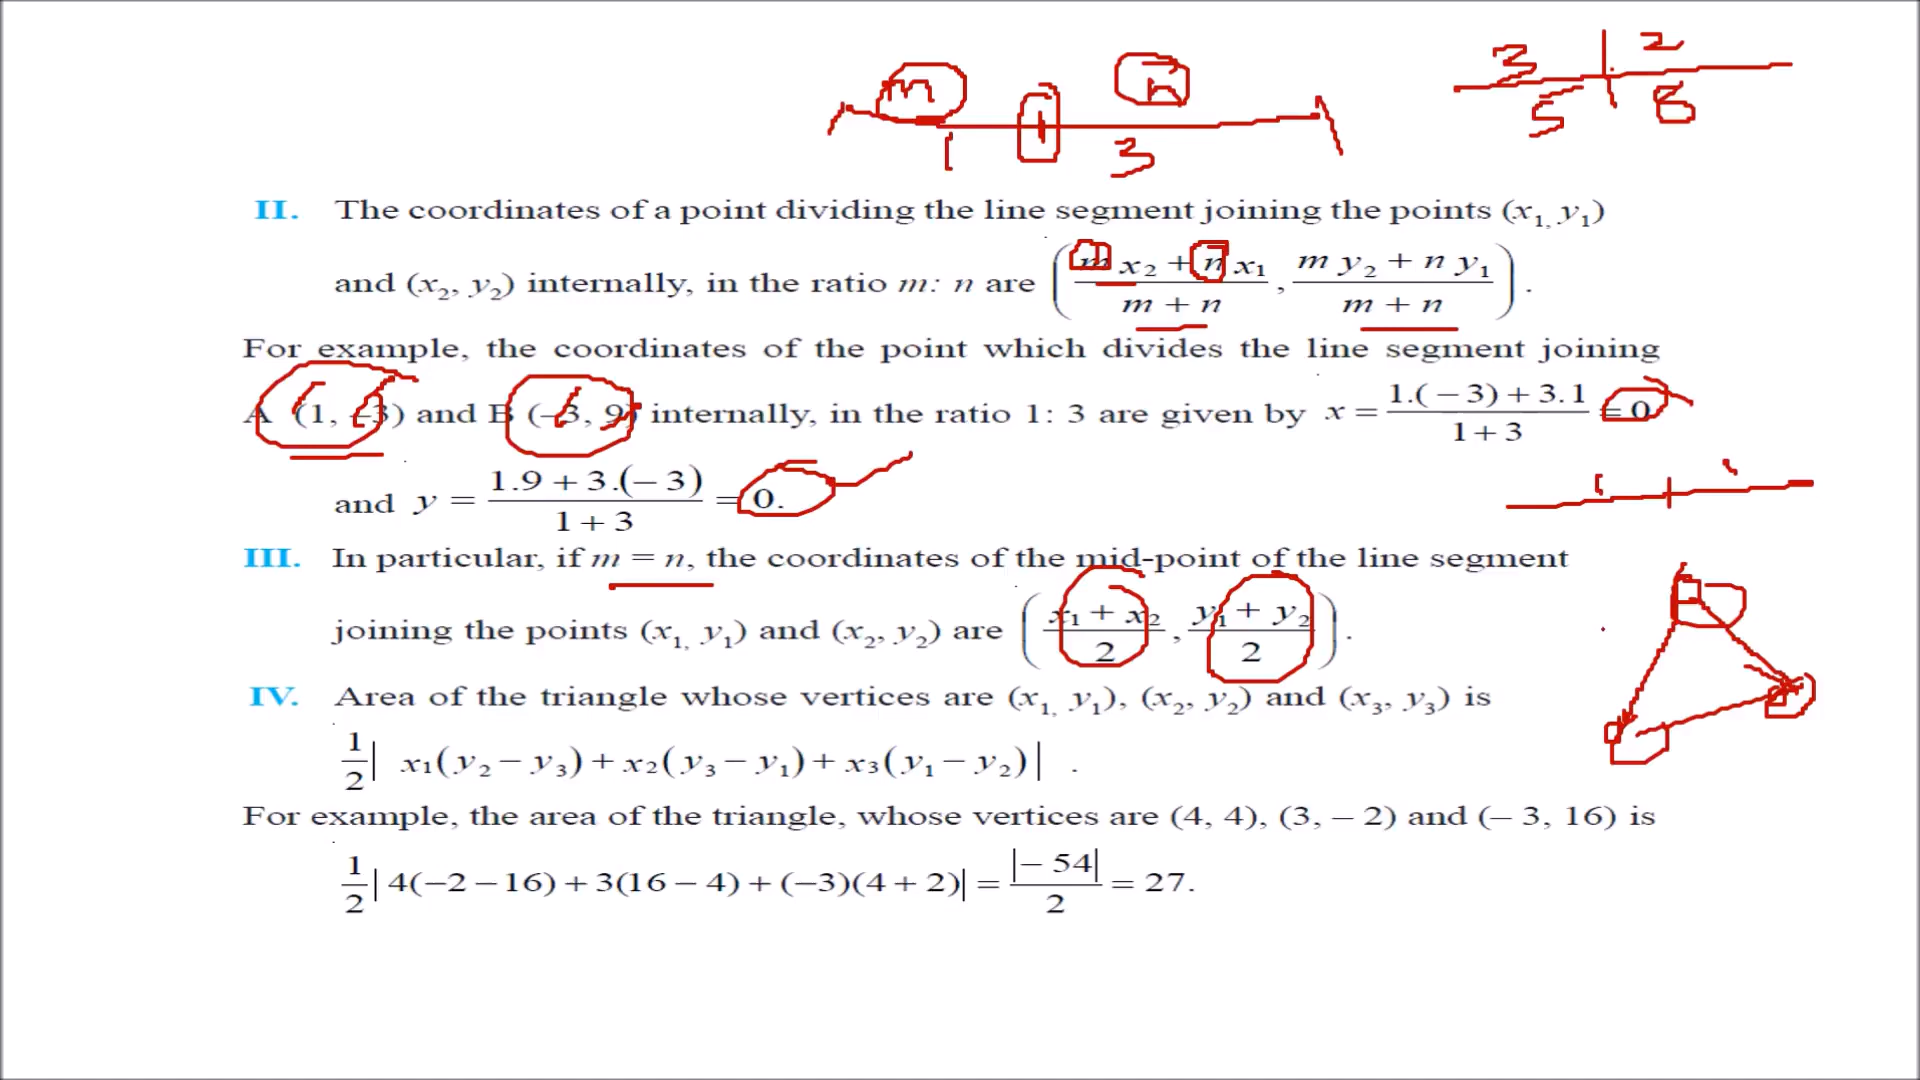 m n 3 2
1 3 5 6
II. The coordinates of a point dividing the line segment joining the points (x₁, y₁)
and (x₂, y₂) internally, in the ratio m: n are ( (m x₂ + n x₁)/(m + n) , (m y₂ + n y₁)/(m + n) ) .
For example, the coordinates of the point which divides the line segment joining
A (1, –3) and B (–3, 9) internally, in the ratio 1: 3 are given by x = (1.(– 3) + 3.1)/(1 + 3) = 0
and y = (1.9 + 3.(– 3))/(1 + 3) = 0.
III. In particular, if m = n, the coordinates of the mid-point of the line segment
joining the points (x₁, y₁) and (x₂, y₂) are ( (x₁ + x₂)/2 , (y₁ + y₂)/2 ) .
IV. Area of the triangle whose vertices are (x₁, y₁), (x₂, y₂) and (x₃, y₃) is
1/2 | x₁(y₂ – y₃) + x₂(y₃ – y₁) + x₃(y₁ – y₂)| .
For example, the area of the triangle, whose vertices are (4, 4), (3, – 2) and (– 3, 16) is
1/2 | 4(–2 – 16) + 3(16 – 4) + (–3)(4 + 2)| = |– 54|/2 = 27.